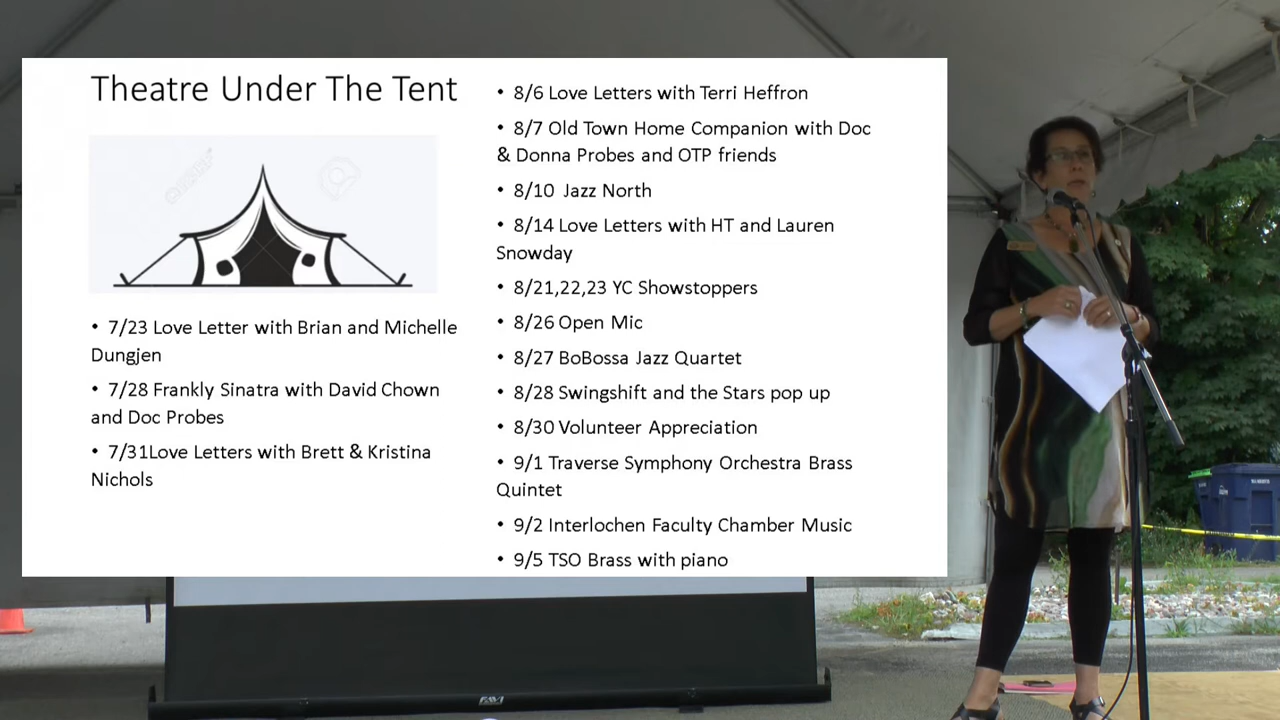 Theatre Under The Tent
• 7/23 Love Letter with Brian and Michelle
Dungjen
• 7/28 Frankly Sinatra with David Chown
and Doc Probes
• 7/31Love Letters with Brett & Kristina
Nichols
• 8/6 Love Letters with Terri Heffron
• 8/7 Old Town Home Companion with Doc
& Donna Probes and OTP friends
• 8/10 Jazz North
• 8/14 Love Letters with HT and Lauren
Snowday
• 8/21,22,23 YC Showstoppers
• 8/26 Open Mic
• 8/27 BoBossa Jazz Quartet
• 8/28 Swingshift and the Stars pop up
• 8/30 Volunteer Appreciation
• 9/1 Traverse Symphony Orchestra Brass
Quintet
• 9/2 Interlochen Faculty Chamber Music
• 9/5 TSO Brass with piano